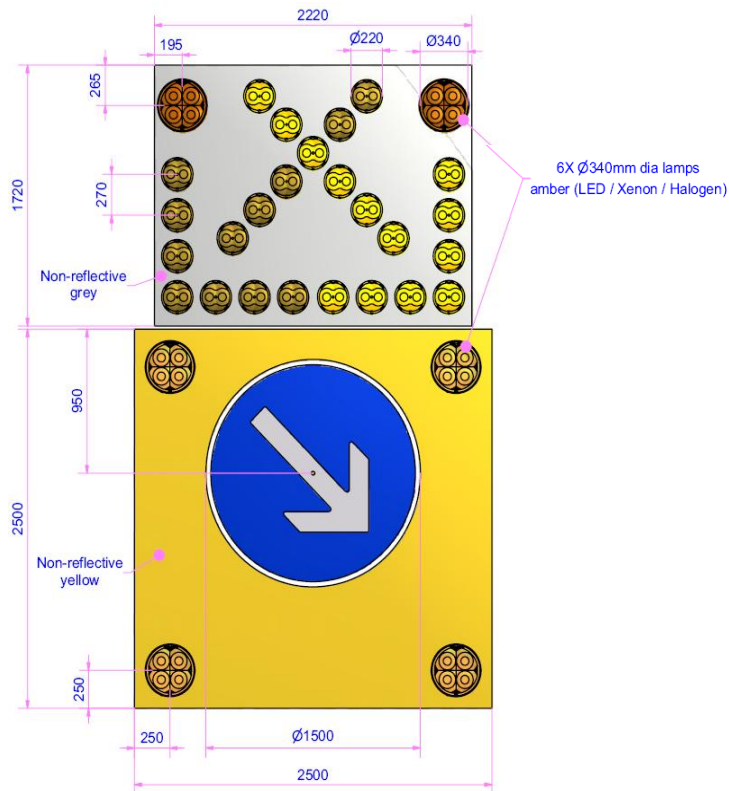 2220
195
Ø220
Ø340
265
1720
270
6X Ø340mm dia lamps
amber (LED / Xenon / Halogen)
Non-reflective
grey
950
2500
Non-reflective
yellow
250
250
Ø1500
2500